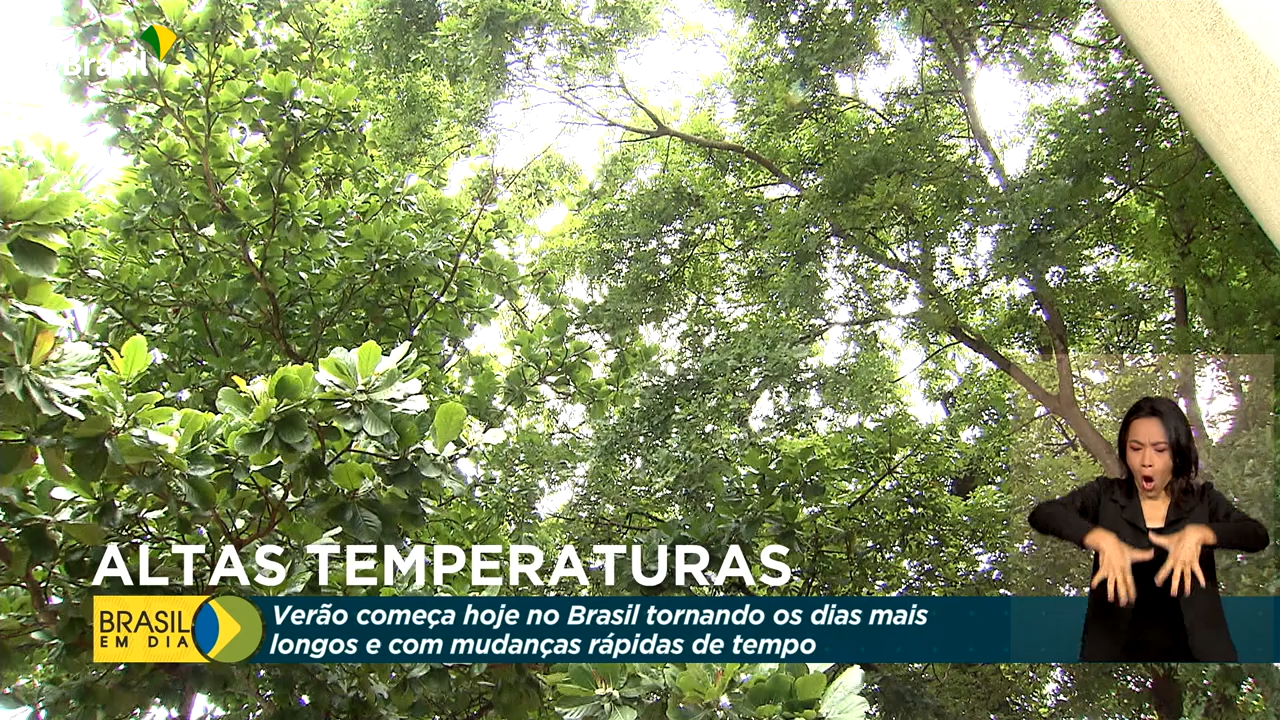 Brasil
ALTAS TEMPERATURAS
BRASIL
EM DIA
Verão começa hoje no Brasil tornando os dias mais
longos e com mudanças rápidas de tempo